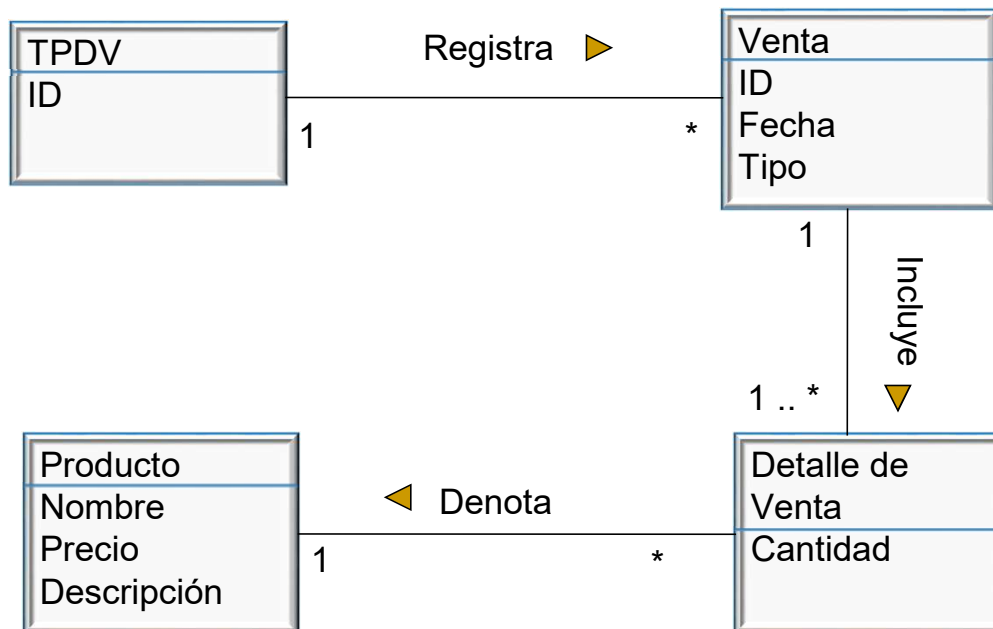 TPDV
ID
Registra
1
*
Venta
ID
Fecha
Tipo
1
Incluye
1 .. *
Producto
Nombre
Precio
Descripción
Denota
1
*
Detalle de
Venta
Cantidad